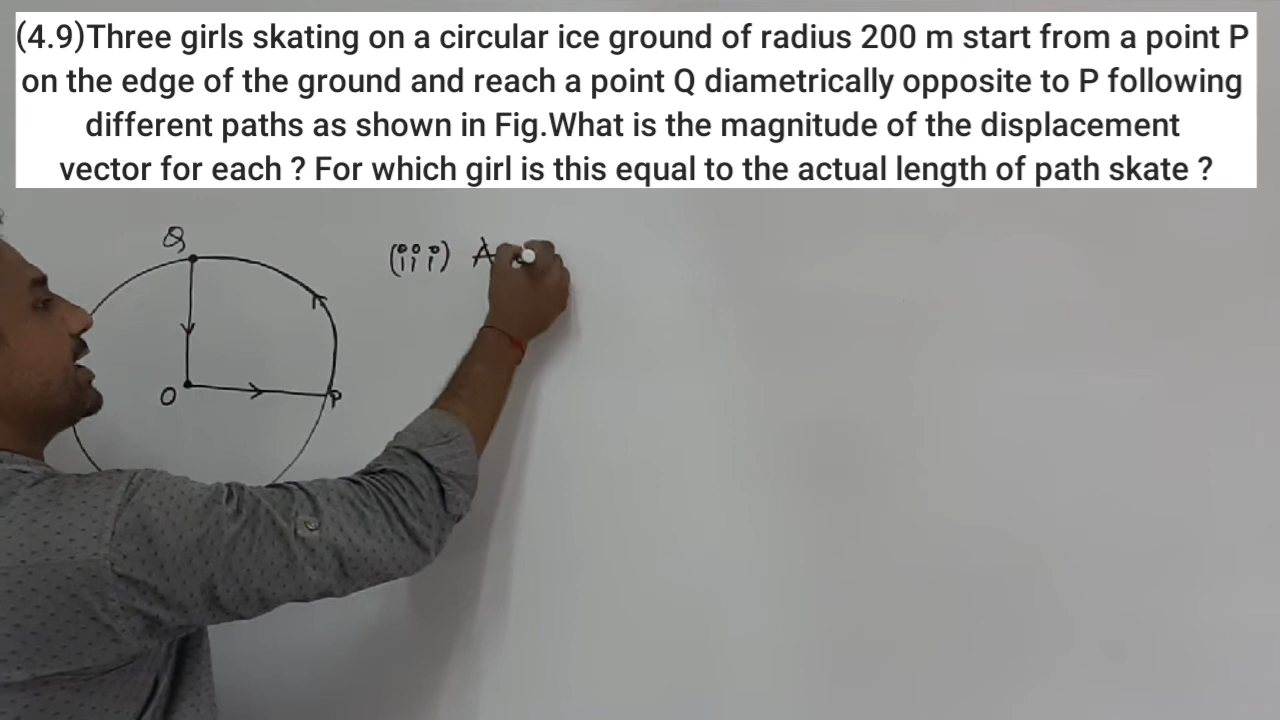 (4.9)Three girls skating on a circular ice ground of radius 200 m start from a point P
on the edge of the ground and reach a point Q diametrically opposite to P following
different paths as shown in Fig.What is the magnitude of the displacement
vector for each ? For which girl is this equal to the actual length of path skate ?
Q
(iii) A
O
P